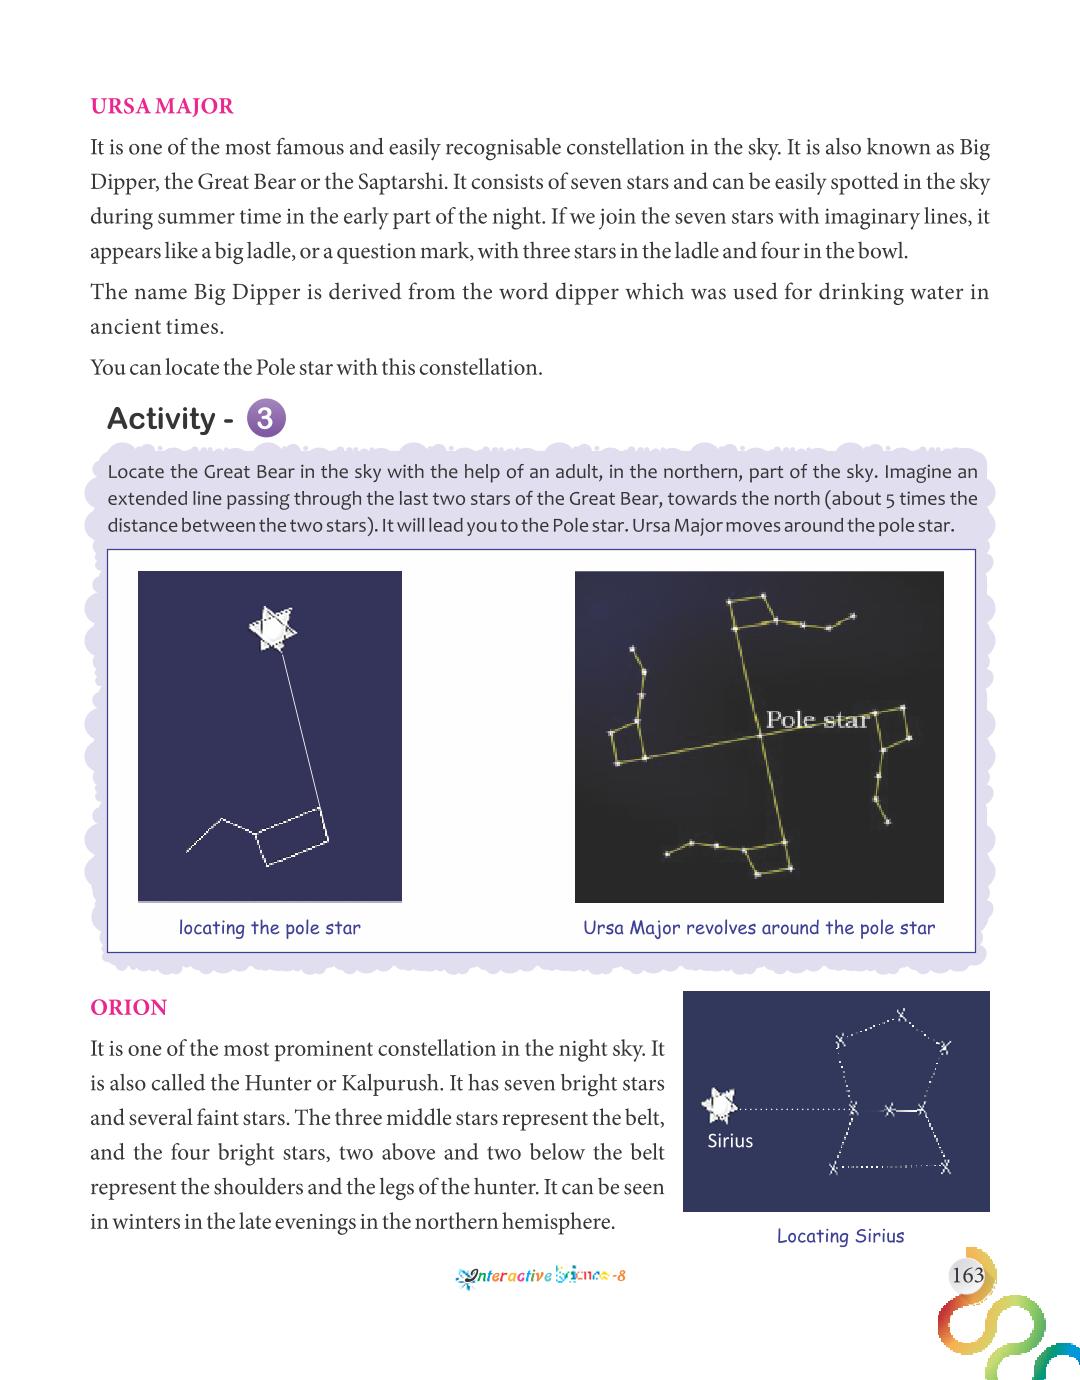 URSA MAJOR
It is one of the most famous and easily recognisable constellation in the sky. It is also known as Big
Dipper, the Great Bear or the Saptarshi. It consists of seven stars and can be easily spotted in the sky
during summer time in the early part of the night. If we join the seven stars with imaginary lines, it
appears like a big ladle, or a question mark, with three stars in the ladle and four in the bowl.
The name Big Dipper is derived from the word dipper which was used for drinking water in
ancient times.
You can locate the Pole star with this constellation.
Activity - 3
Locate the Great Bear in the sky with the help of an adult, in the northern, part of the sky. Imagine an
extended line passing through the last two stars of the Great Bear, towards the north (about 5 times the
distance between the two stars). It will lead you to the Pole star. Ursa Major moves around the pole star.
Pole star
locating the pole star
Ursa Major revolves around the pole star
ORION
It is one of the most prominent constellation in the night sky. It
is also called the Hunter or Kalpurush. It has seven bright stars
and several faint stars. The three middle stars represent the belt,
and the four bright stars, two above and two below the belt
represent the shoulders and the legs of the hunter. It can be seen
in winters in the late evenings in the northern hemisphere.
Sirius
Locating Sirius
Interactive Science -8
163